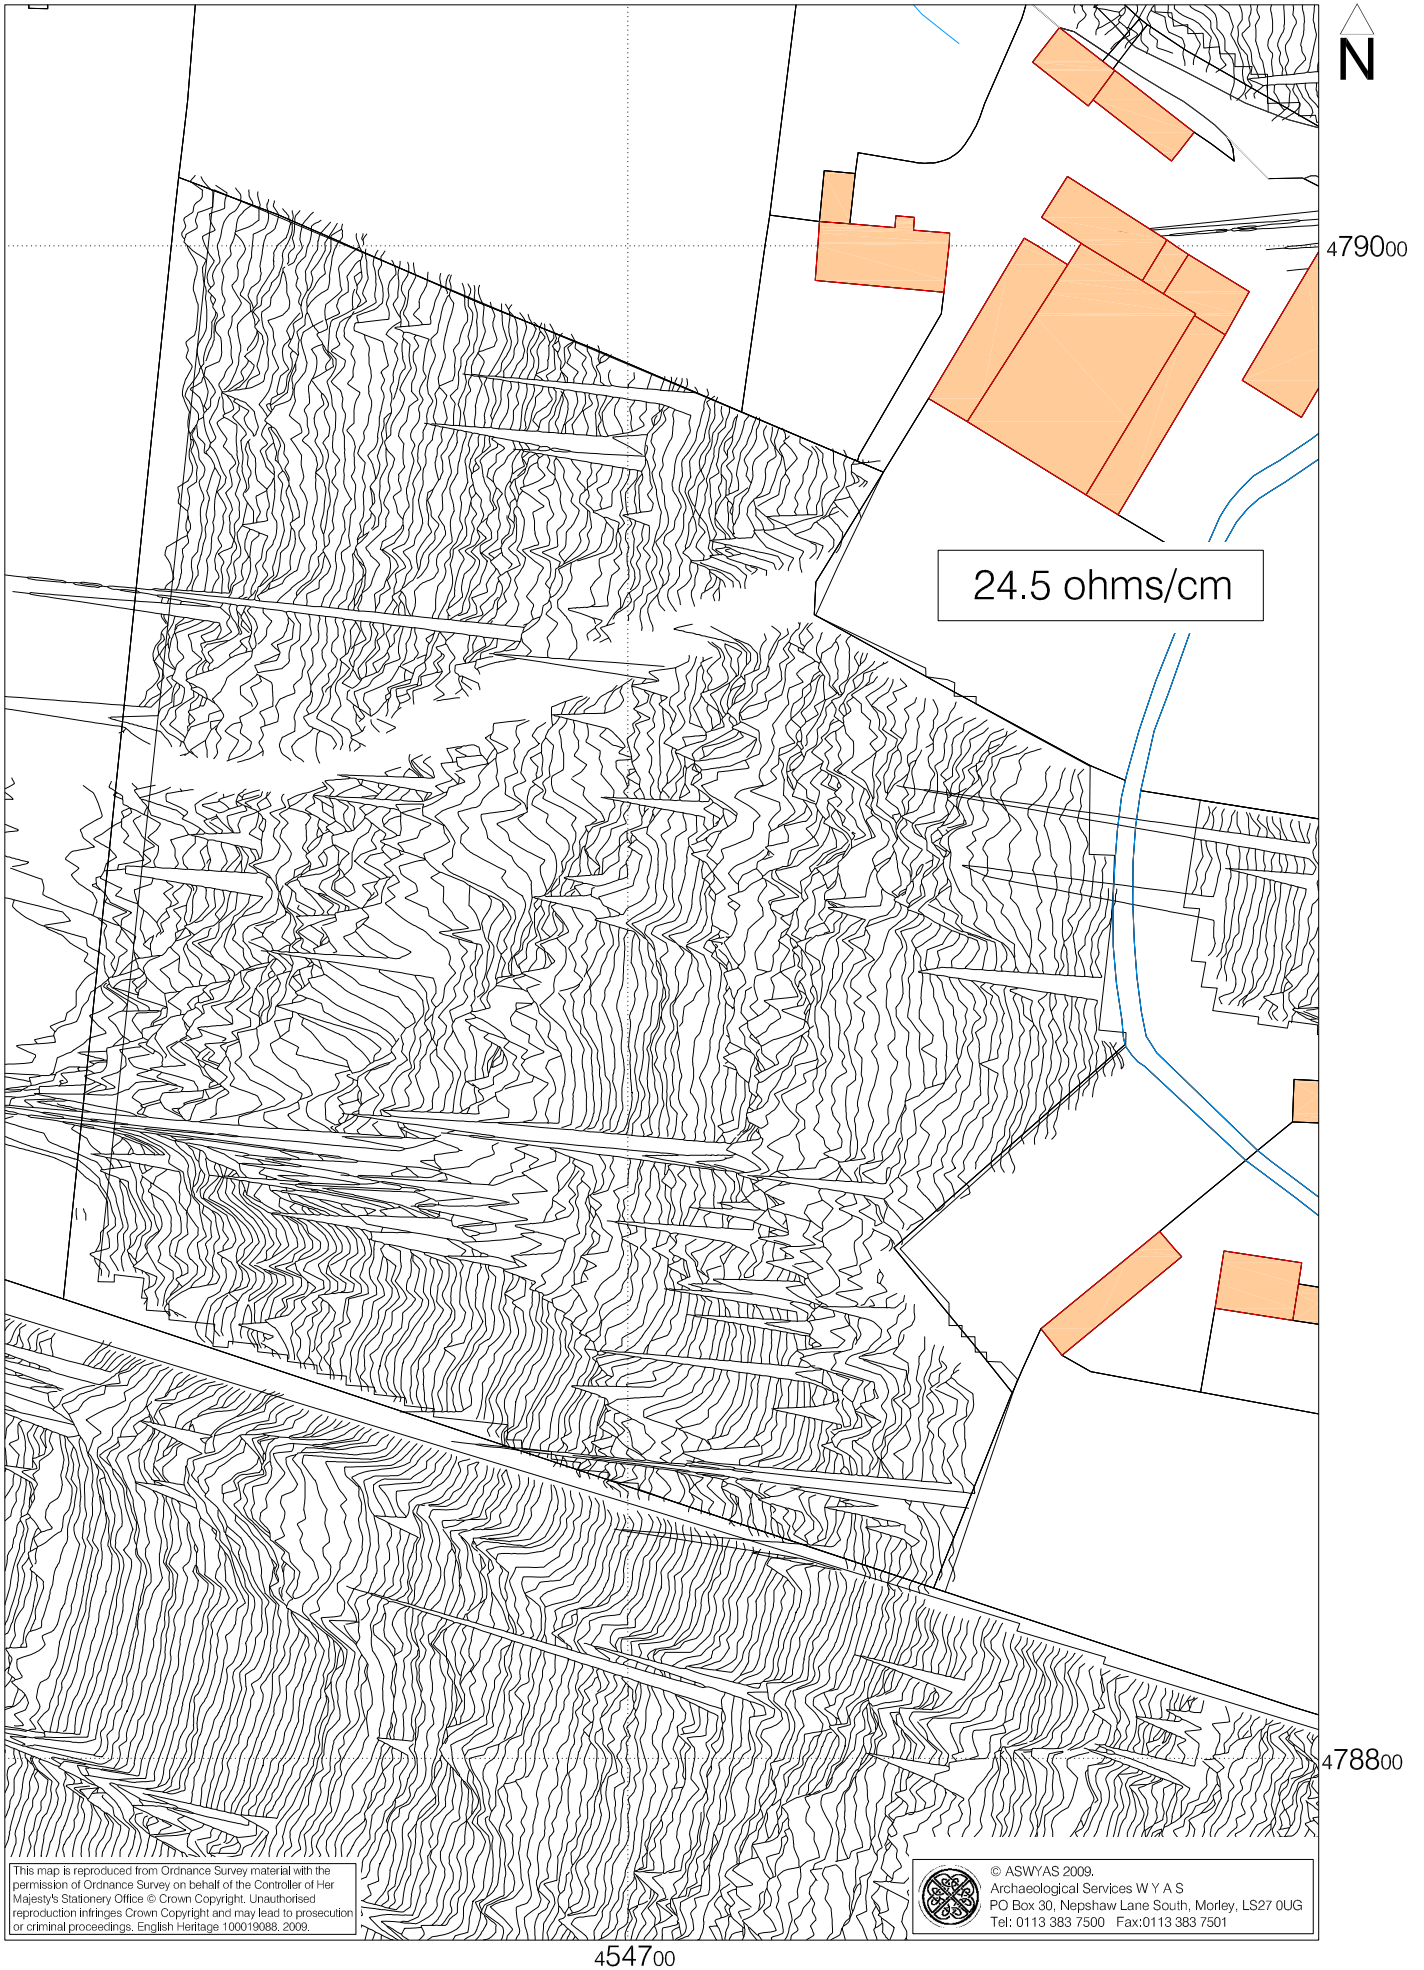 N
479000
24.5 ohms/cm
478800
This map is reproduced from Ordnance Survey material with the
permission of Ordnance Survey on behalf of the Controller of Her
Majesty's Stationery Office © Crown Copyright. Unauthorised
reproduction infringes Crown Copyright and may lead to prosecution
or criminal proceedings. English Heritage 100019088. 2009.
© ASWYAS 2009.
Archaeological Services W Y A S
PO Box 30, Nepshaw Lane South, Morley, LS27 0UG
Tel: 0113 383 7500 Fax:0113 383 7501
454700